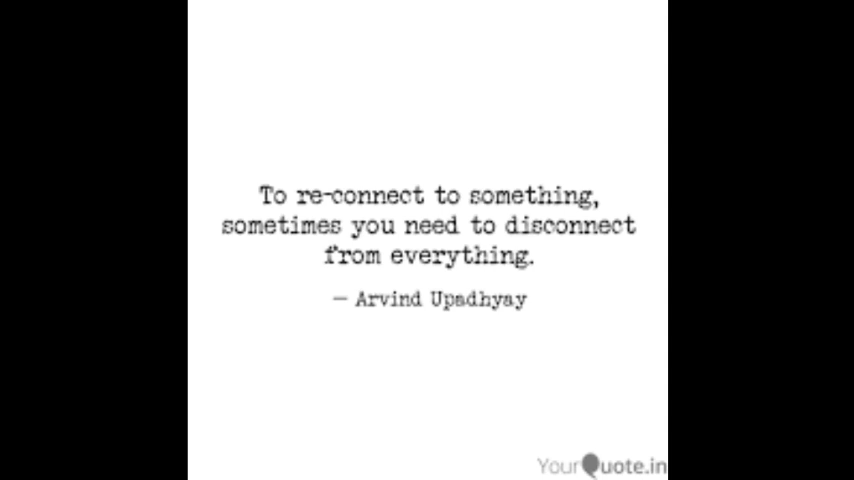 To re-connect to something,
sometimes you need to disconnect
from everything.
— Arvind Upadhyay
YourQuote.in